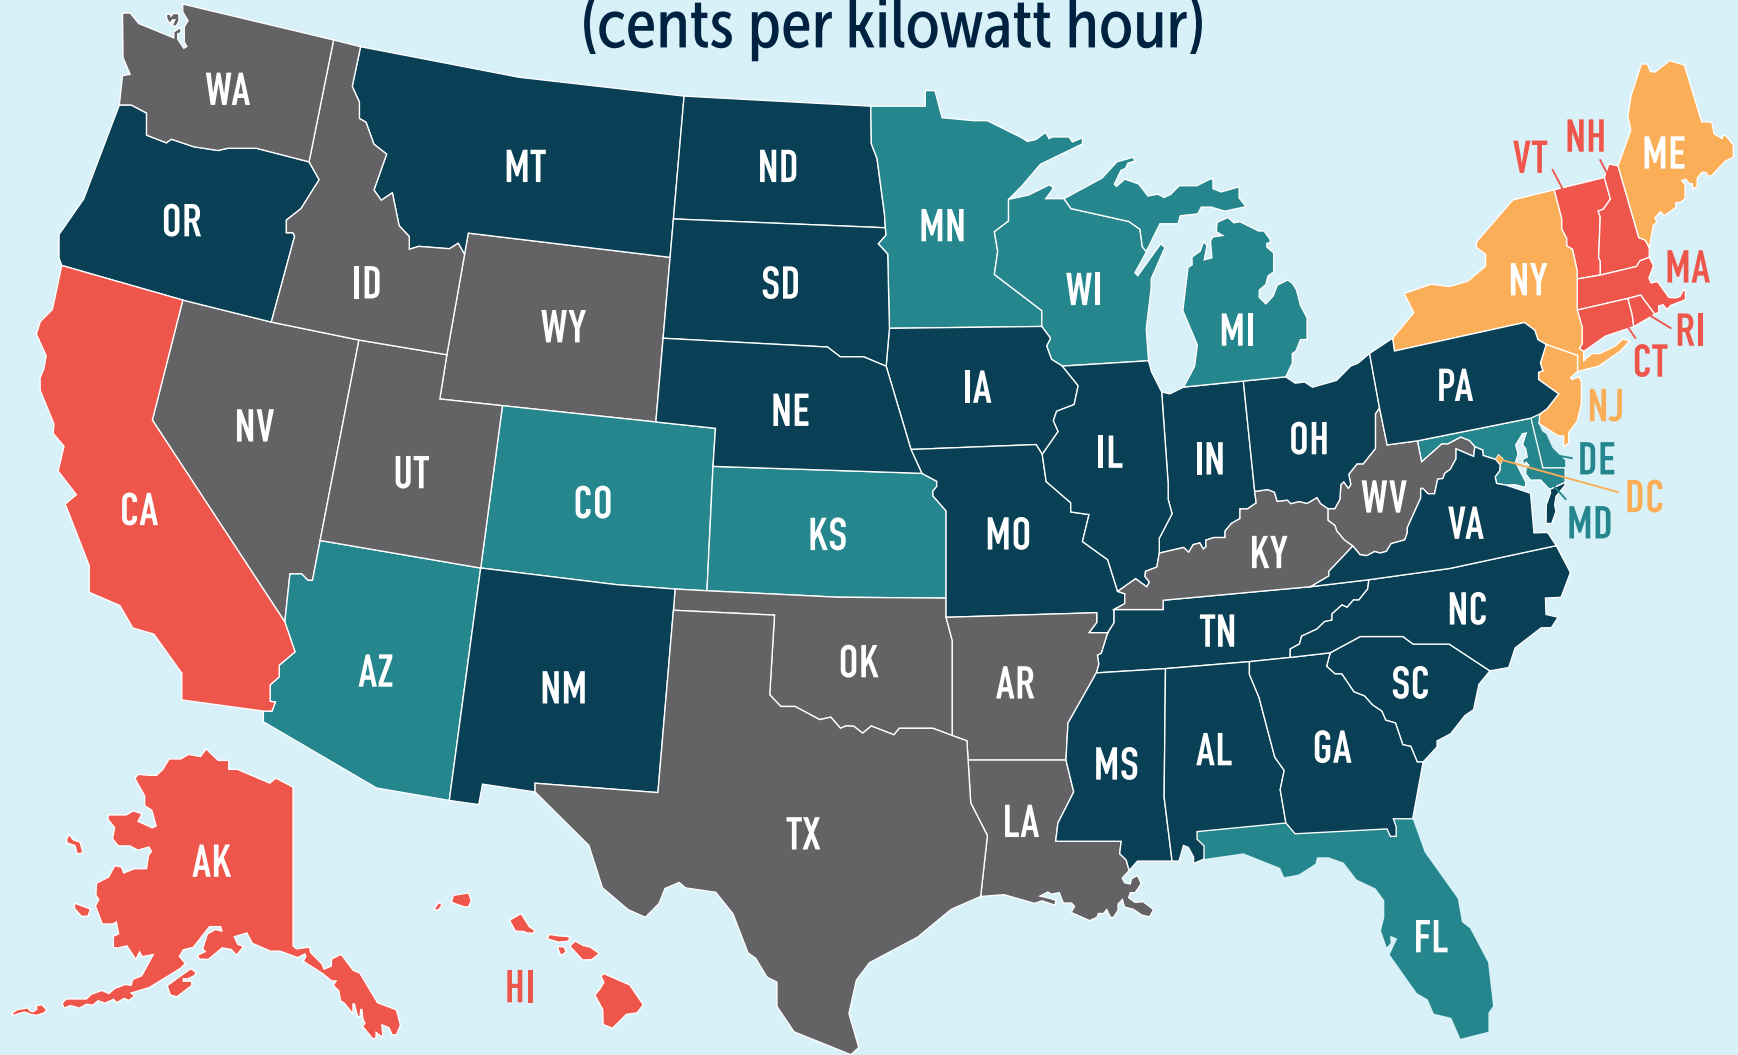 (cents per kilowatt hour)
WA
MT
ND
MN
OR
ID
WY
SD
WI
MI
NY
VT
NH
ME
MA
RI
CT
NJ
PA
DE
DC
MD
NE
IA
IL
IN
OH
WV
VA
NV
UT
CO
KS
MO
KY
CA
AZ
NM
OK
AR
TN
NC
SC
TX
LA
MS
AL
GA
FL
AK
HI